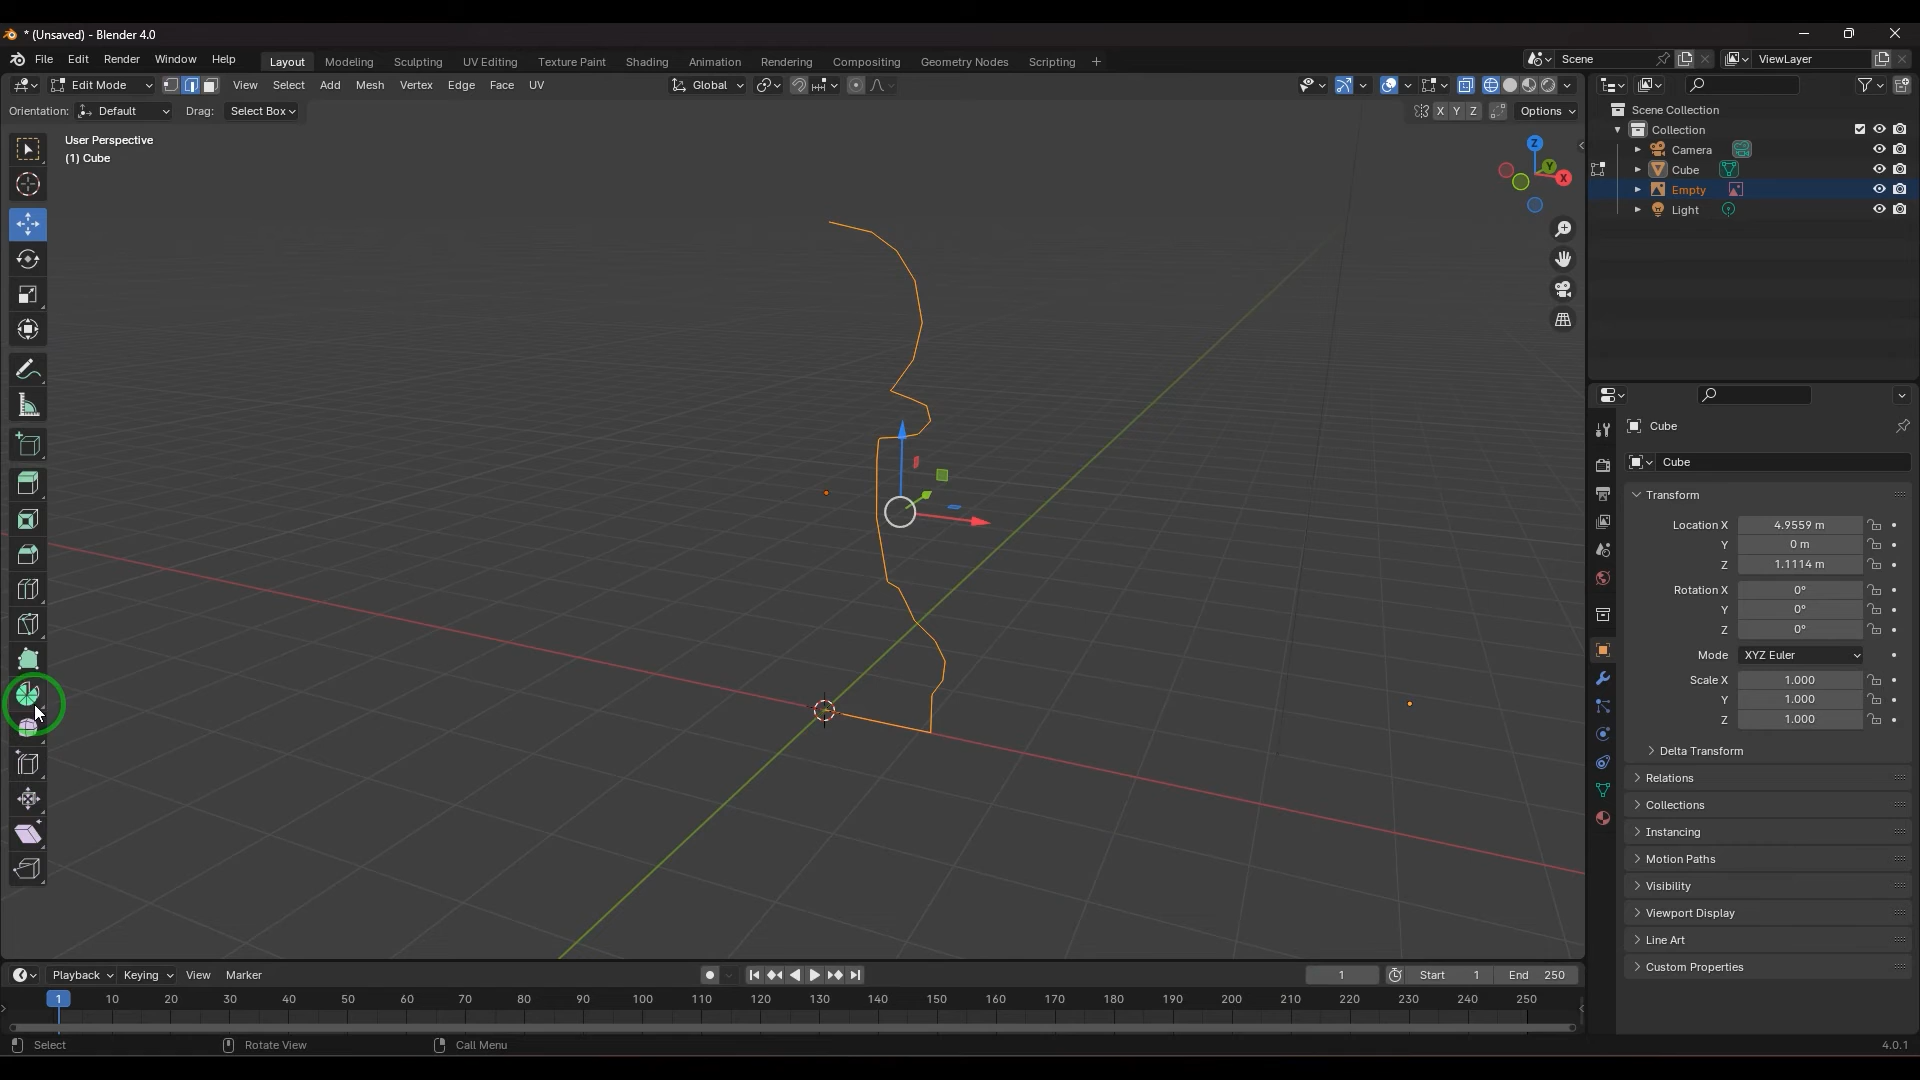 * (Unsaved) - Blender 4.0
File Edit Render Window Help Layout Modeling Sculpting UV Editing Texture Paint Shading Animation Rendering Compositing Geometry Nodes Scripting + Scene ViewLayer
Edit Mode View Select Add Mesh Vertex Edge Face UV Global
Orientation: Default Drag: Select Box X Y Z Options
User Perspective
(1) Cube
Z
Y
X
Scene Collection
Collection
Camera
Cube
Empty
Light
Cube
Cube
Transform
Location X 4.9559 m
Y 0 m
Z 1.1114 m
Rotation X 0°
Y 0°
Z 0°
Mode XYZ Euler
Scale X 1.000
Y 1.000
Z 1.000
Delta Transform
Relations
Collections
Instancing
Motion Paths
Visibility
Viewport Display
Line Art
Custom Properties
Playback Keying View Marker 1 Start 1 End 250
1 10 20 30 40 50 60 70 80 90 100 110 120 130 140 150 160 170 180 190 200 210 220 230 240 250
Select Rotate View Call Menu 4.0.1